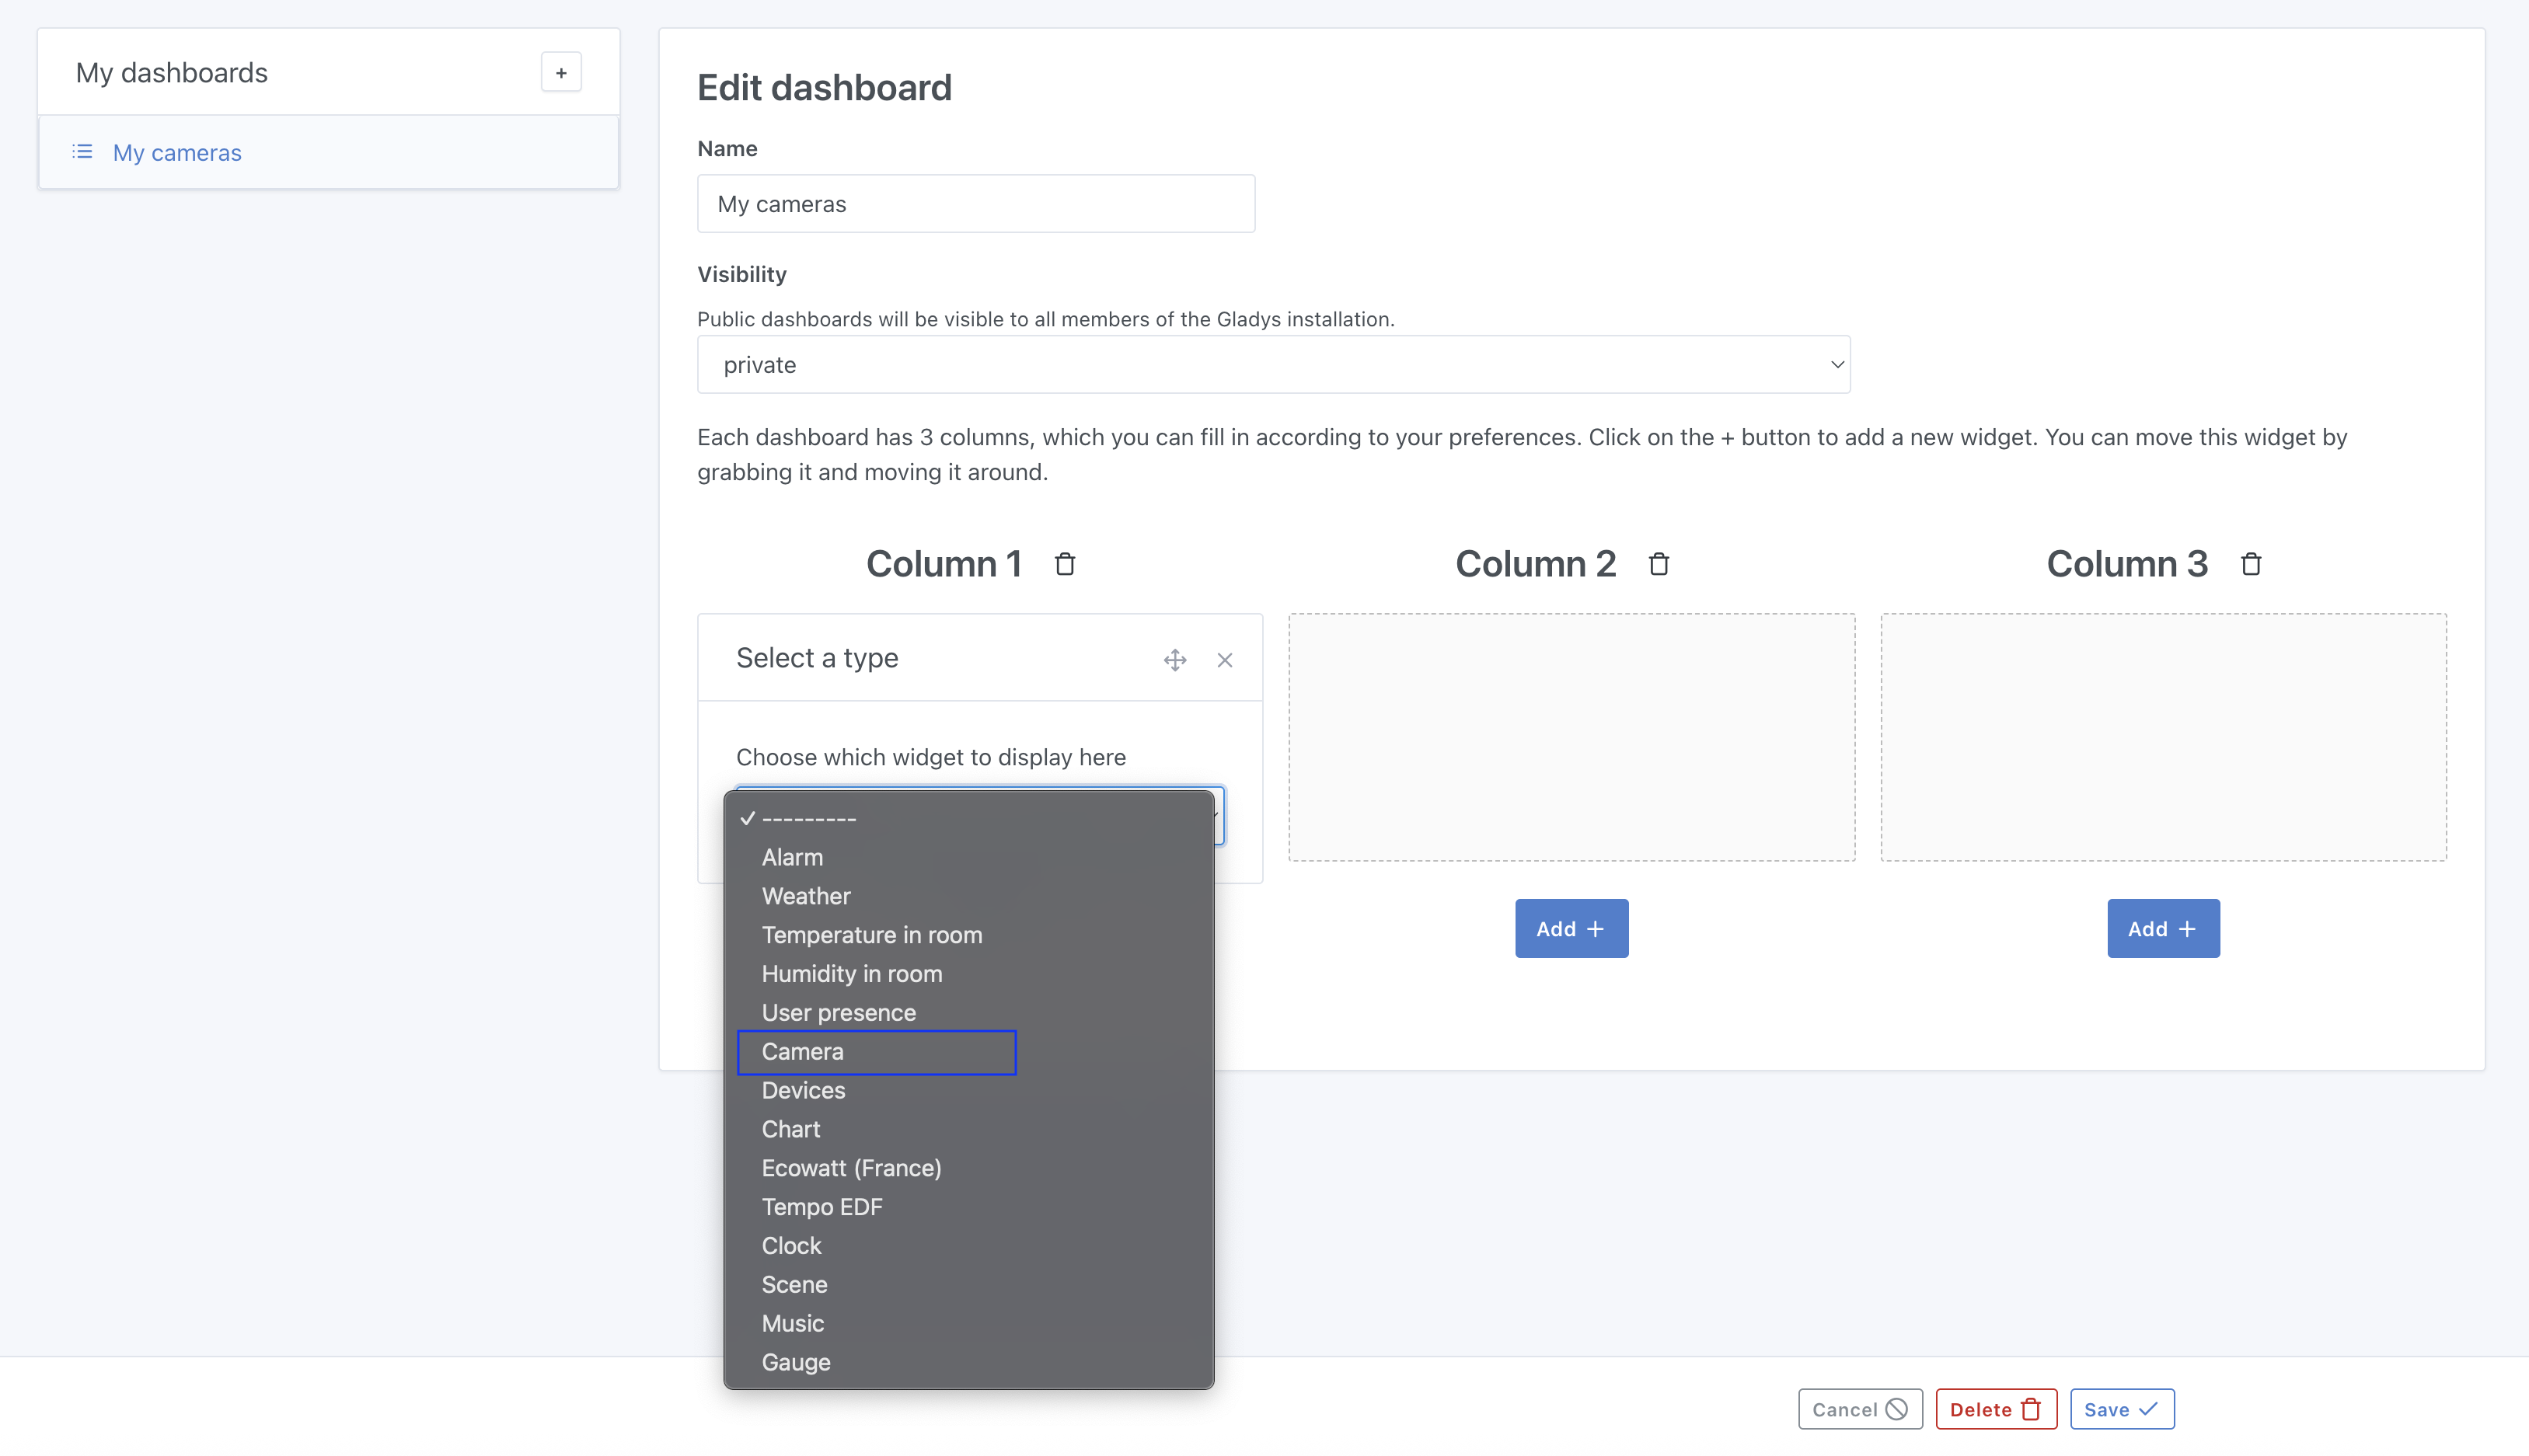 My dashboards
+
My cameras
Edit dashboard
Name
My cameras
Visibility
Public dashboards will be visible to all members of the Gladys installation.
private
Each dashboard has 3 columns, which you can fill in according to your preferences. Click on the + button to add a new widget. You can move this widget by
grabbing it and moving it around.
Column 1
Column 2
Column 3
Select a type
Choose which widget to display here
---------
Alarm
Weather
Temperature in room
Humidity in room
User presence
Camera
Devices
Chart
Ecowatt (France)
Tempo EDF
Clock
Scene
Music
Gauge
Add +
Add +
Cancel
Delete
Save